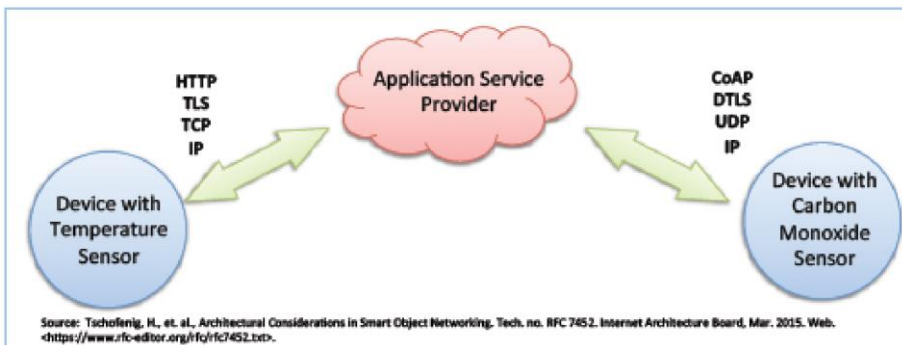 HTTP
TLS
TCP
IP
Application Service
Provider
CoAP
DTLS
UDP
IP
Device with
Temperature
Sensor
Device with
Carbon
Monoxide
Sensor
Source: Tschofenig, H., et. al., Architectural Considerations in Smart Object Networking. Tech. no. RFC 7452. Internet Architecture Board, Mar. 2015. Web.
<https://www.rfc-editor.org/rfc/rfc7452.txt>.